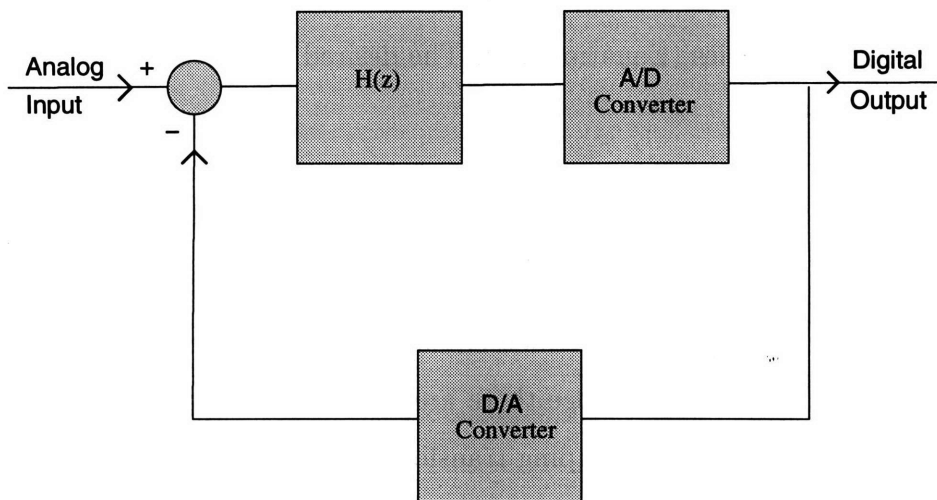 Analog
Input
+
−
H(z)
A/D
Converter
Digital
Output
D/A
Converter